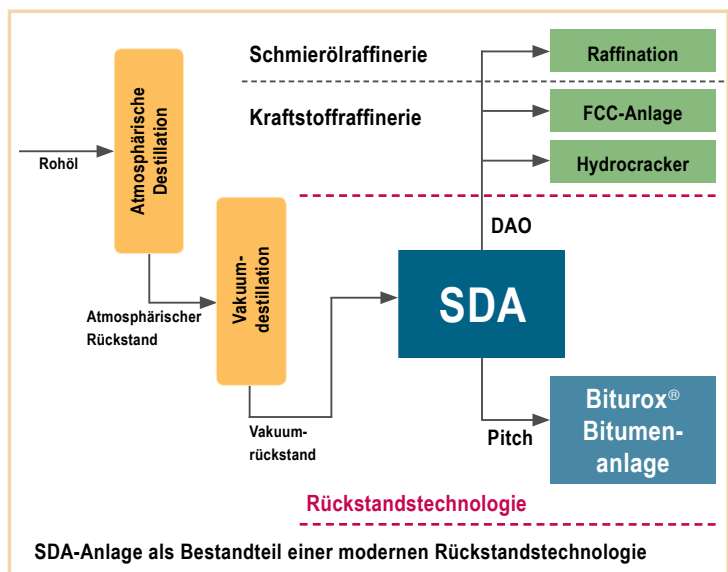 Schmierölraffinerie
Raffination
Kraftstoffraffinerie
FCC-Anlage
Hydrocracker
Rohöl
Atmosphärische
Destillation
DAO
Vakuum-
destillation
SDA
Atmosphärischer
Rückstand
Vakuum-
rückstand
Pitch
Biturox®
Bitumen-
anlage
Rückstandstechnologie
SDA-Anlage als Bestandteil einer modernen Rückstandstechnologie